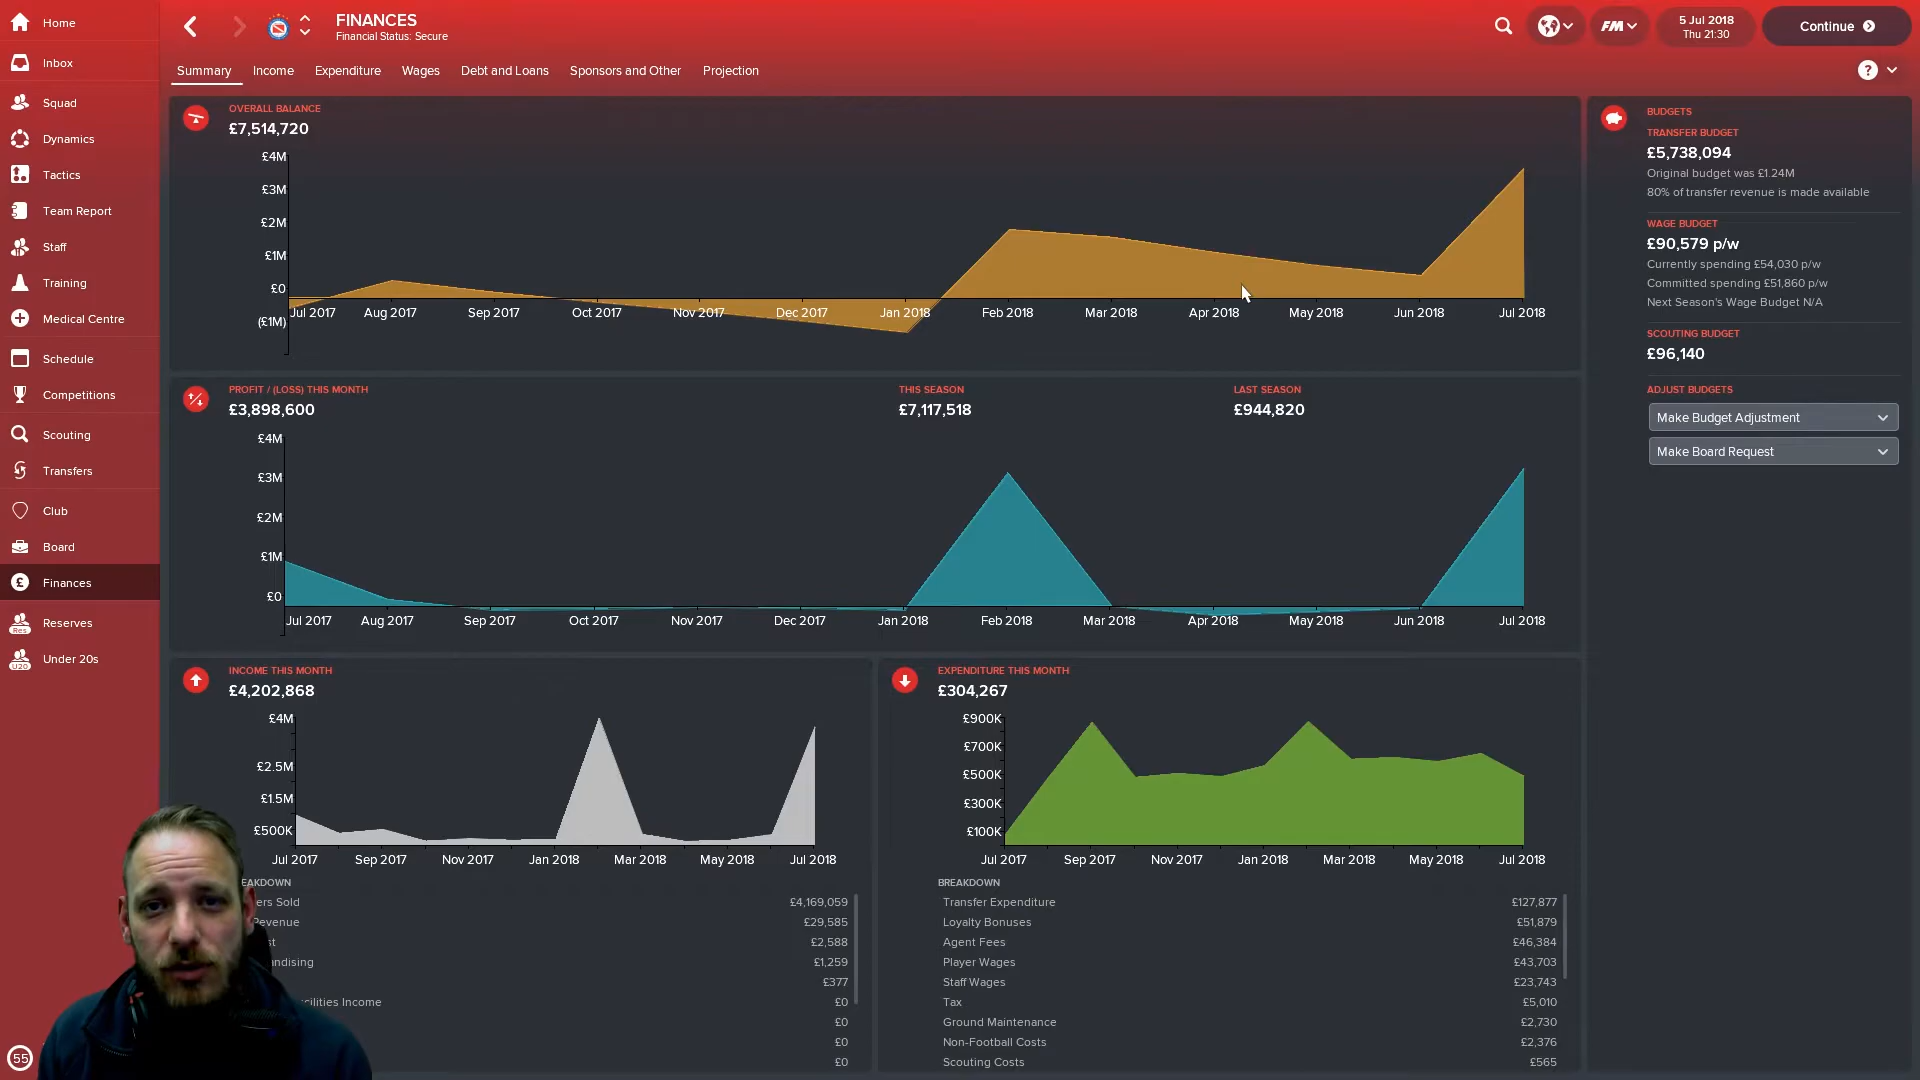 Home
Inbox
Squad
Dynamics
Tactics
Team Report
Staff
Training
Medical Centre
Schedule
Competitions
Scouting
Transfers
Club
Board
Finances
Res
Reserves
U20
Under 20s
55
FINANCES
Financial Status: Secure
FM
5 Jul 2018
Thu 21:30
Continue
Summary
Income
Expenditure
Wages
Debt and Loans
Sponsors and Other
Projection
?
OVERALL BALANCE
£7,514,720
£4M
£3M
£2M
£1M
£0
(£1M)
Jul 2017 Aug 2017 Sep 2017 Oct 2017 Nov 2017 Dec 2017 Jan 2018 Feb 2018 Mar 2018 Apr 2018 May 2018 Jun 2018 Jul 2018
PROFIT / (LOSS) THIS MONTH
£3,898,600
THIS SEASON
£7,117,518
LAST SEASON
£944,820
£4M
£3M
£2M
£1M
£0
Jul 2017 Aug 2017 Sep 2017 Oct 2017 Nov 2017 Dec 2017 Jan 2018 Feb 2018 Mar 2018 Apr 2018 May 2018 Jun 2018 Jul 2018
INCOME THIS MONTH
£4,202,868
£4M
£2.5M
£1.5M
£500K
Jul 2017 Sep 2017 Nov 2017 Jan 2018 Mar 2018 May 2018 Jul 2018
EAKDOWN
ers Sold £4,169,059
Revenue £29,585
st £2,588
andising £1,259
£377
cilities Income £0
£0
£0
£0
EXPENDITURE THIS MONTH
£304,267
£900K
£700K
£500K
£300K
£100K
Jul 2017 Sep 2017 Nov 2017 Jan 2018 Mar 2018 May 2018 Jul 2018
BREAKDOWN
Transfer Expenditure £127,877
Loyalty Bonuses £51,879
Agent Fees £46,384
Player Wages £43,703
Staff Wages £23,743
Tax £5,010
Ground Maintenance £2,730
Non-Football Costs £2,376
Scouting Costs £565
BUDGETS
TRANSFER BUDGET
£5,738,094
Original budget was £1.24M
80% of transfer revenue is made available
WAGE BUDGET
£90,579 p/w
Currently spending £54,030 p/w
Committed spending £51,860 p/w
Next Season's Wage Budget N/A
SCOUTING BUDGET
£96,140
ADJUST BUDGETS
Make Budget Adjustment
Make Board Request